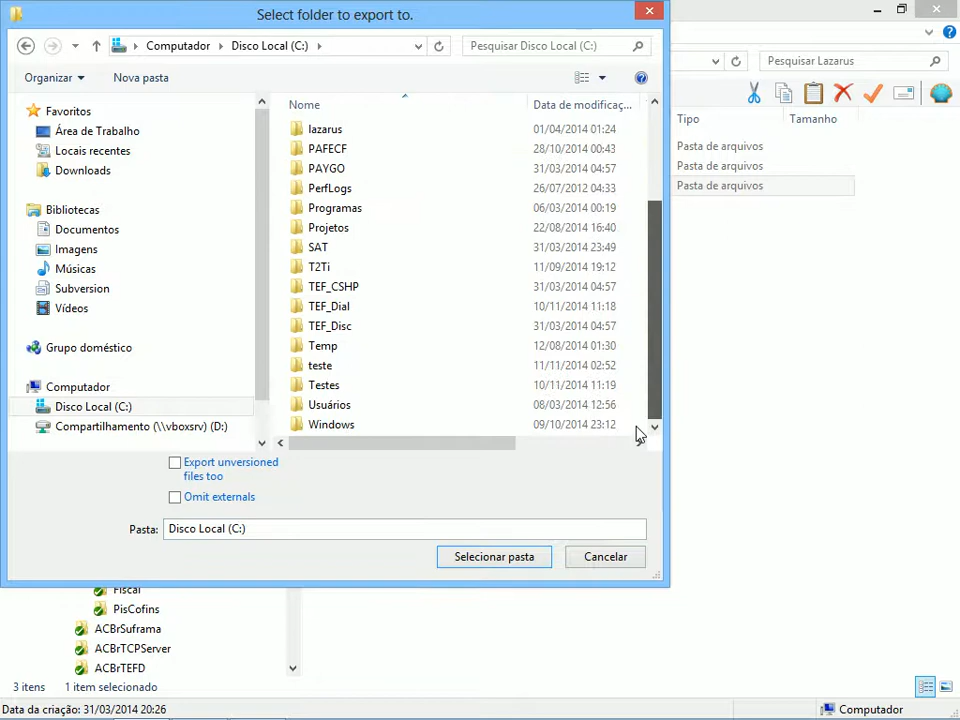 Select folder to export to.
Computador
Disco Local (C:)
Pesquisar Disco Local (C:)
Pesquisar Lazarus
Organizar
Nova pasta
Favoritos
Área de Trabalho
Locais recentes
Downloads
Bibliotecas
Documentos
Imagens
Músicas
Subversion
Vídeos
Grupo doméstico
Computador
Disco Local (C:)
Compartilhamento (\\vboxsrv) (D:)
Nome
Data de modificaç...
lazarus
01/04/2014 01:24
PAFECF
28/10/2014 00:43
PAYGO
31/03/2014 04:57
PerfLogs
26/07/2012 04:33
Programas
06/03/2014 00:19
Projetos
22/08/2014 16:40
SAT
31/03/2014 23:49
T2Ti
11/09/2014 19:12
TEF_CSHP
31/03/2014 04:57
TEF_Dial
10/11/2014 11:18
TEF_Disc
31/03/2014 04:57
Temp
12/08/2014 01:30
teste
11/11/2014 02:52
Testes
10/11/2014 11:19
Usuários
08/03/2014 12:56
Windows
09/10/2014 23:12
Tipo
Tamanho
Pasta de arquivos
Pasta de arquivos
Pasta de arquivos
Export unversioned
files too
Omit externals
Pasta:
Disco Local (C:)
Selecionar pasta
Cancelar
Fiscal
PisCofins
ACBrSuframa
ACBrTCPServer
ACBrTEFD
3 itens
1 item selecionado
Data da criação: 31/03/2014 20:26
Computador